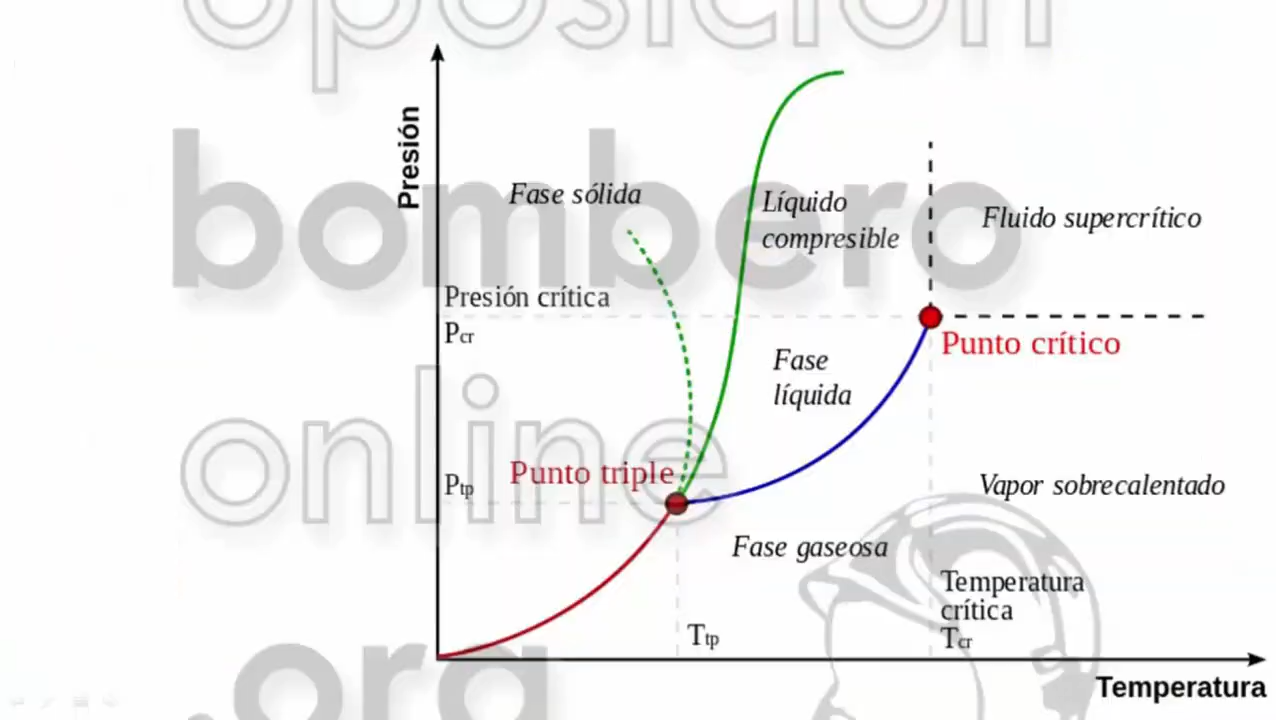 oposición
bombero
online
.org
Presión
Fase sólida
Líquido
compresible
Fluido supercrítico
Presión crítica
Pcr
Punto crítico
Fase
líquida
Punto triple
Ptp
Vapor sobrecalentado
Fase gaseosa
Temperatura
crítica
Tcr
Ttp
Temperatura